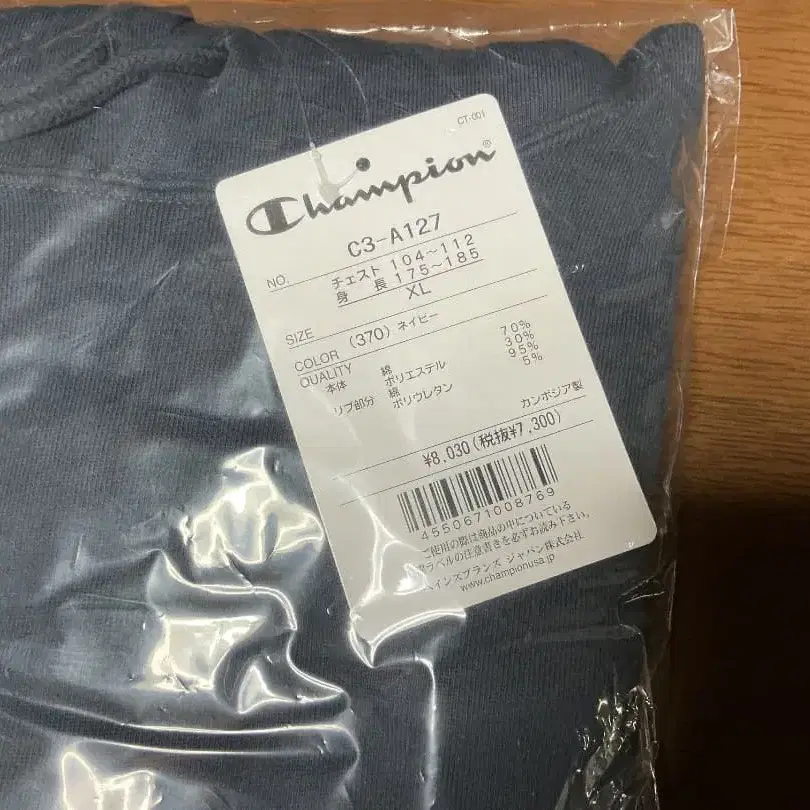 CT-001
Champion®
NO. C3-A127
チェスト 104~112
身 長 175~185
SIZE XL
COLOR (370) ネイビー
QUALITY
本体 綿 70%
ポリエステル 30%
リブ部分 綿 95%
ポリウレタン 5%
カンボジア製
¥8,030(税抜¥7,300)
4550671008769
ご使用の際は商品の中についている
ラベルの注意書きを必ずお読み下さい。
ヘインズブランズ ジャパン株式会社
www.championusa.jp